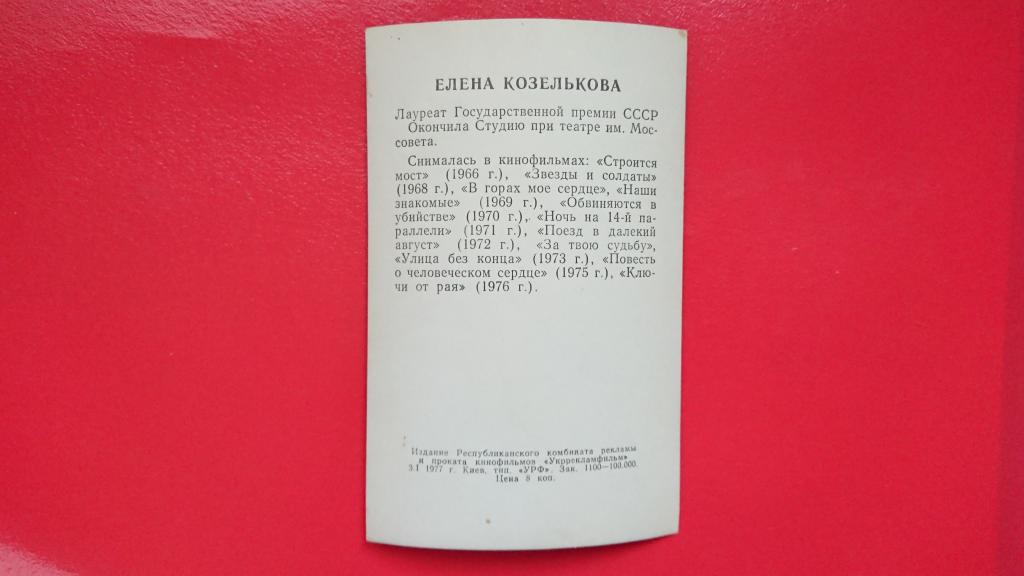 ЕЛЕНА КОЗЕЛЬКОВА
Лауреат Государственной премии СССР
Окончила Студию при театре им. Мос-
совета.
Снималась в кинофильмах: «Строится
мост» (1966 г.), «Звезды и солдаты»
(1968 г.), «В горах мое сердце», «Наши
знакомые» (1969 г.), «Обвиняются в
убийстве» (1970 г.), «Ночь на 14-й па-
раллели» (1971 г.), «Поезд в далекий
август» (1972 г.), «За твою судьбу»,
«Улица без конца» (1973 г.), «Повесть
о человеческом сердце» (1975 г.), «Клю-
чи от рая» (1976 г.).
Издание Республиканского комбината рекламы
и проката кинофильмов «Укррекламфильм»
3.I 1977 г. Киев, тип. «УРФ». Зак. 1100—100.000.
Цена 8 коп.